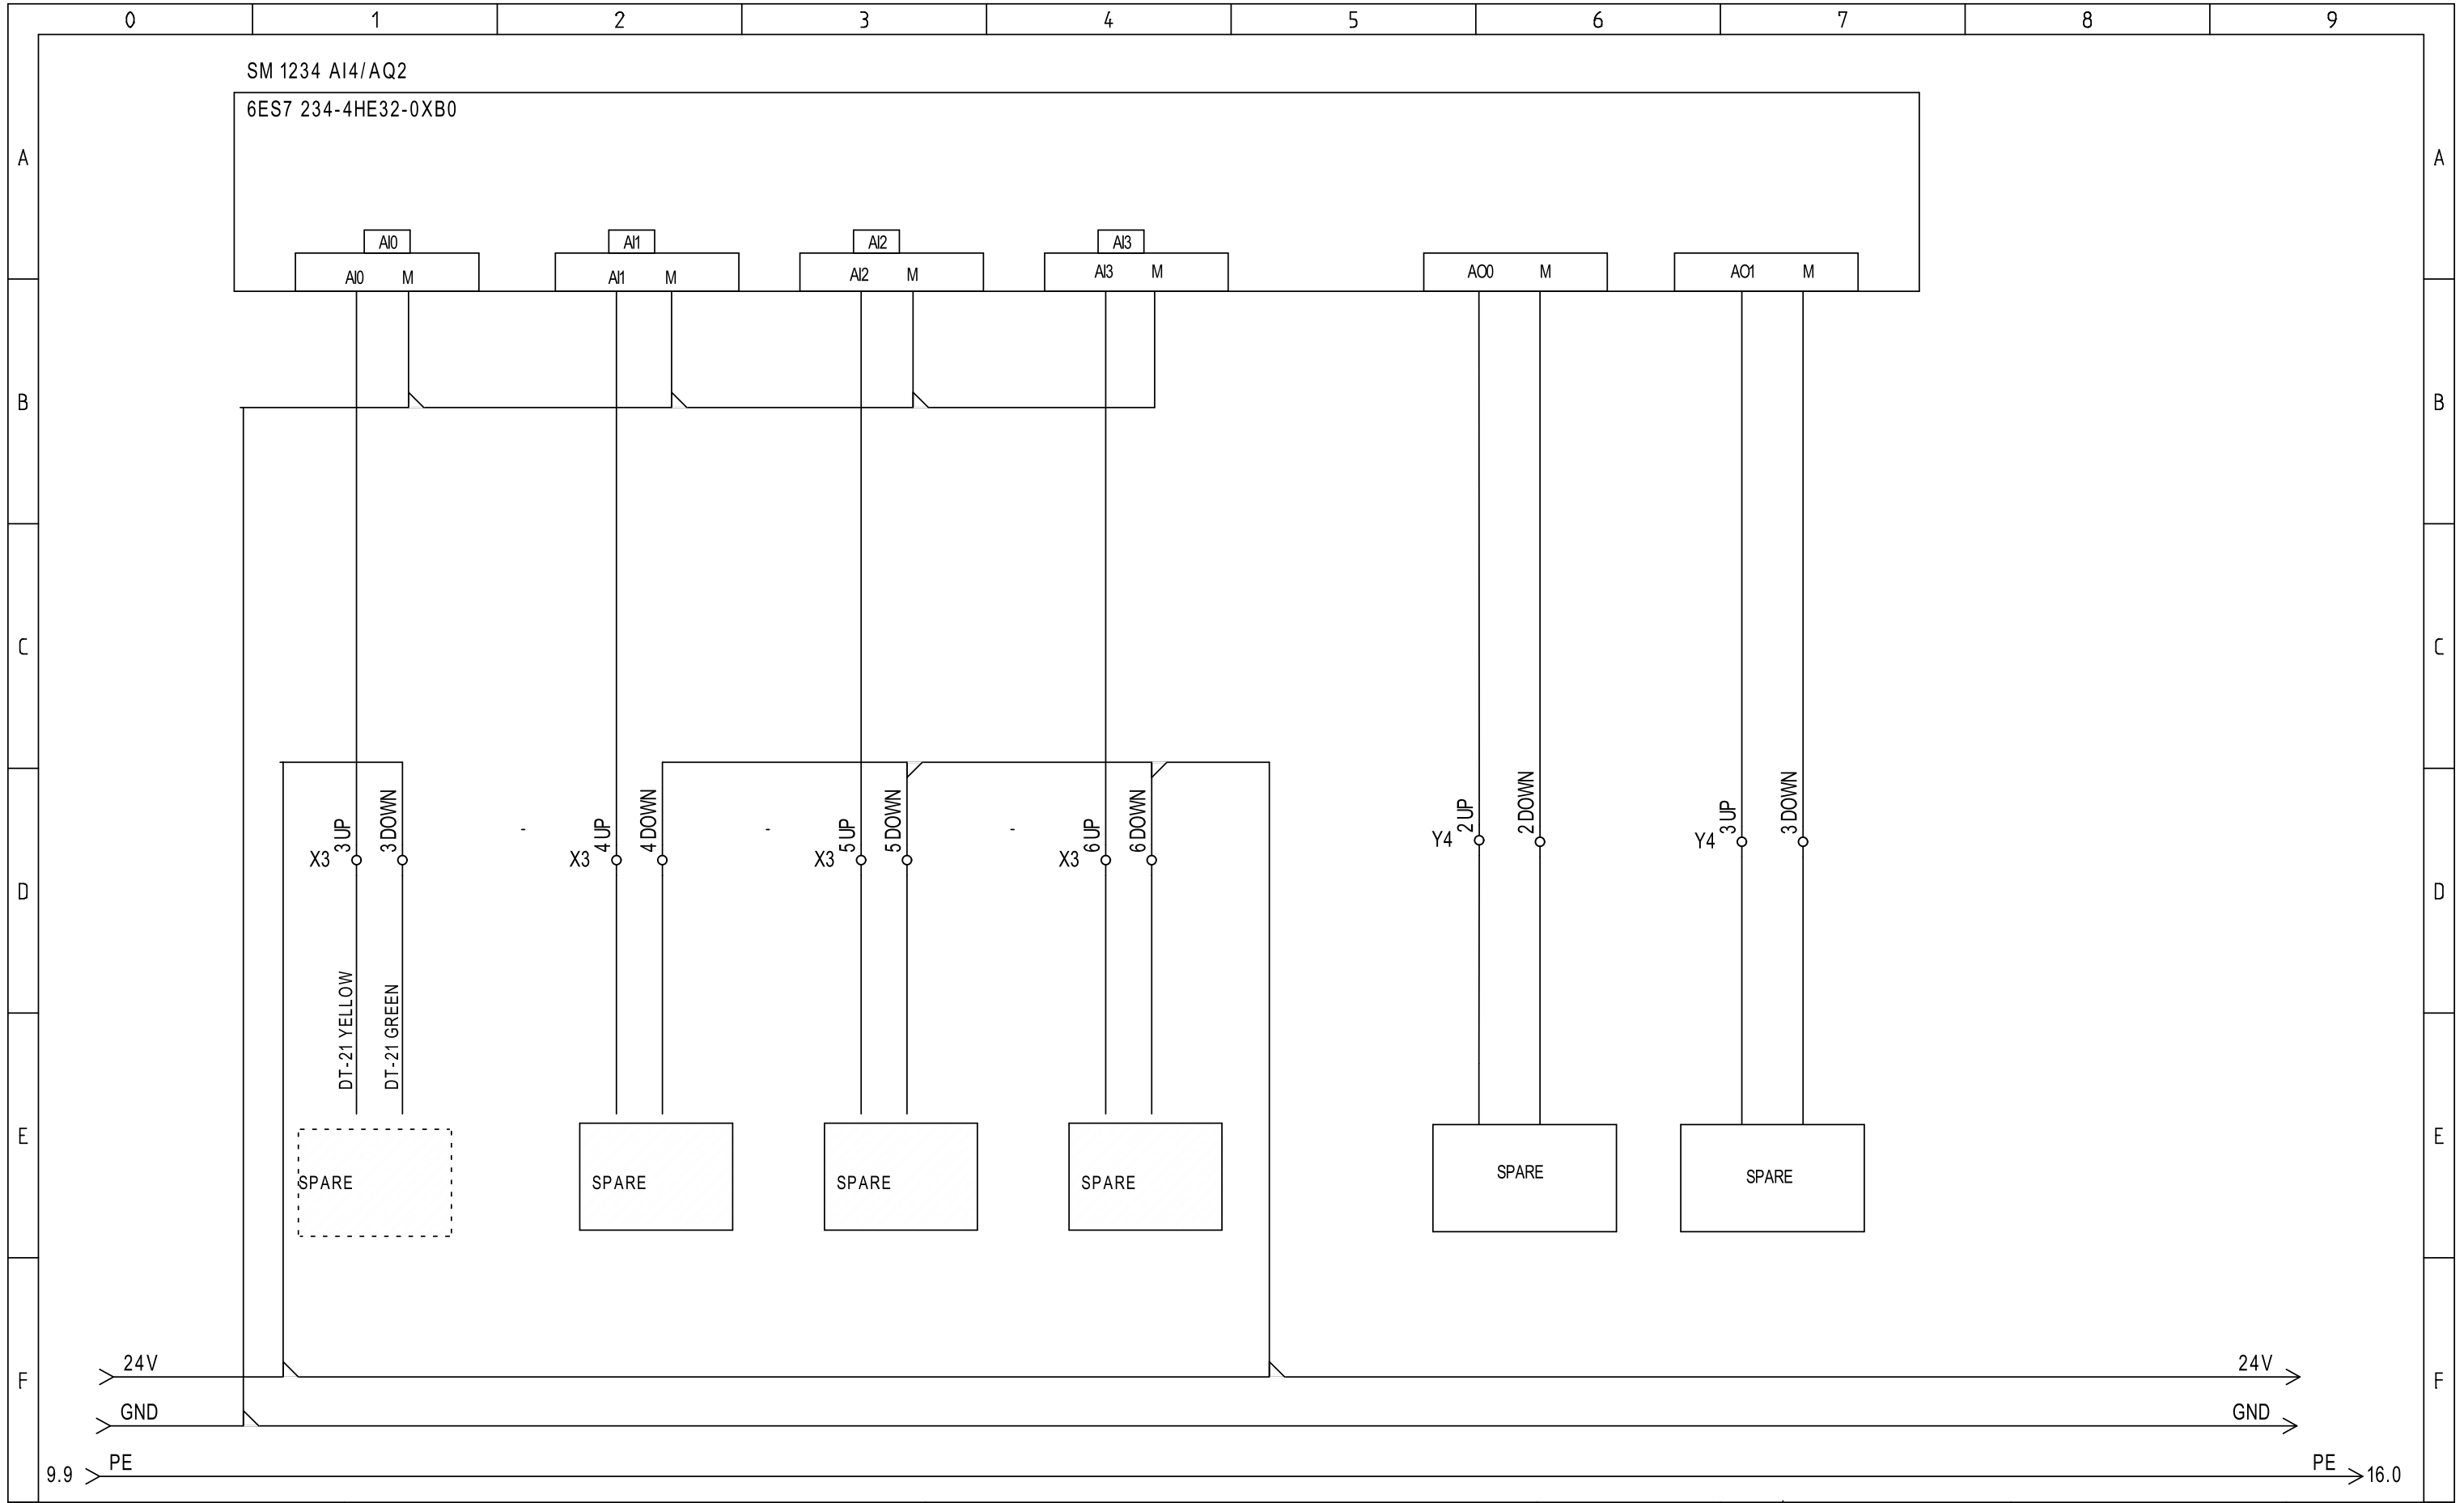 0 1 2 3 4 5 6 7 8 9
SM 1234 AI4/AQ2
6ES7 234-4HE32-0XB0
A A
AI0 AI1 AI2 AI3
AI0 M AI1 M AI2 M AI3 M AO0 M AO1 M
B B
C C
X3 3 UP 3 DOWN - X3 4 UP 4 DOWN - X3 5 UP 5 DOWN - X3 6 UP 6 DOWN Y4 2 UP 2 DOWN Y4 3 UP 3 DOWN
D D
DT-21 YELLOW DT-21 GREEN
E E
SPARE SPARE SPARE SPARE SPARE SPARE
24V 24V
F F
GND GND
PE PE
9.9 16.0